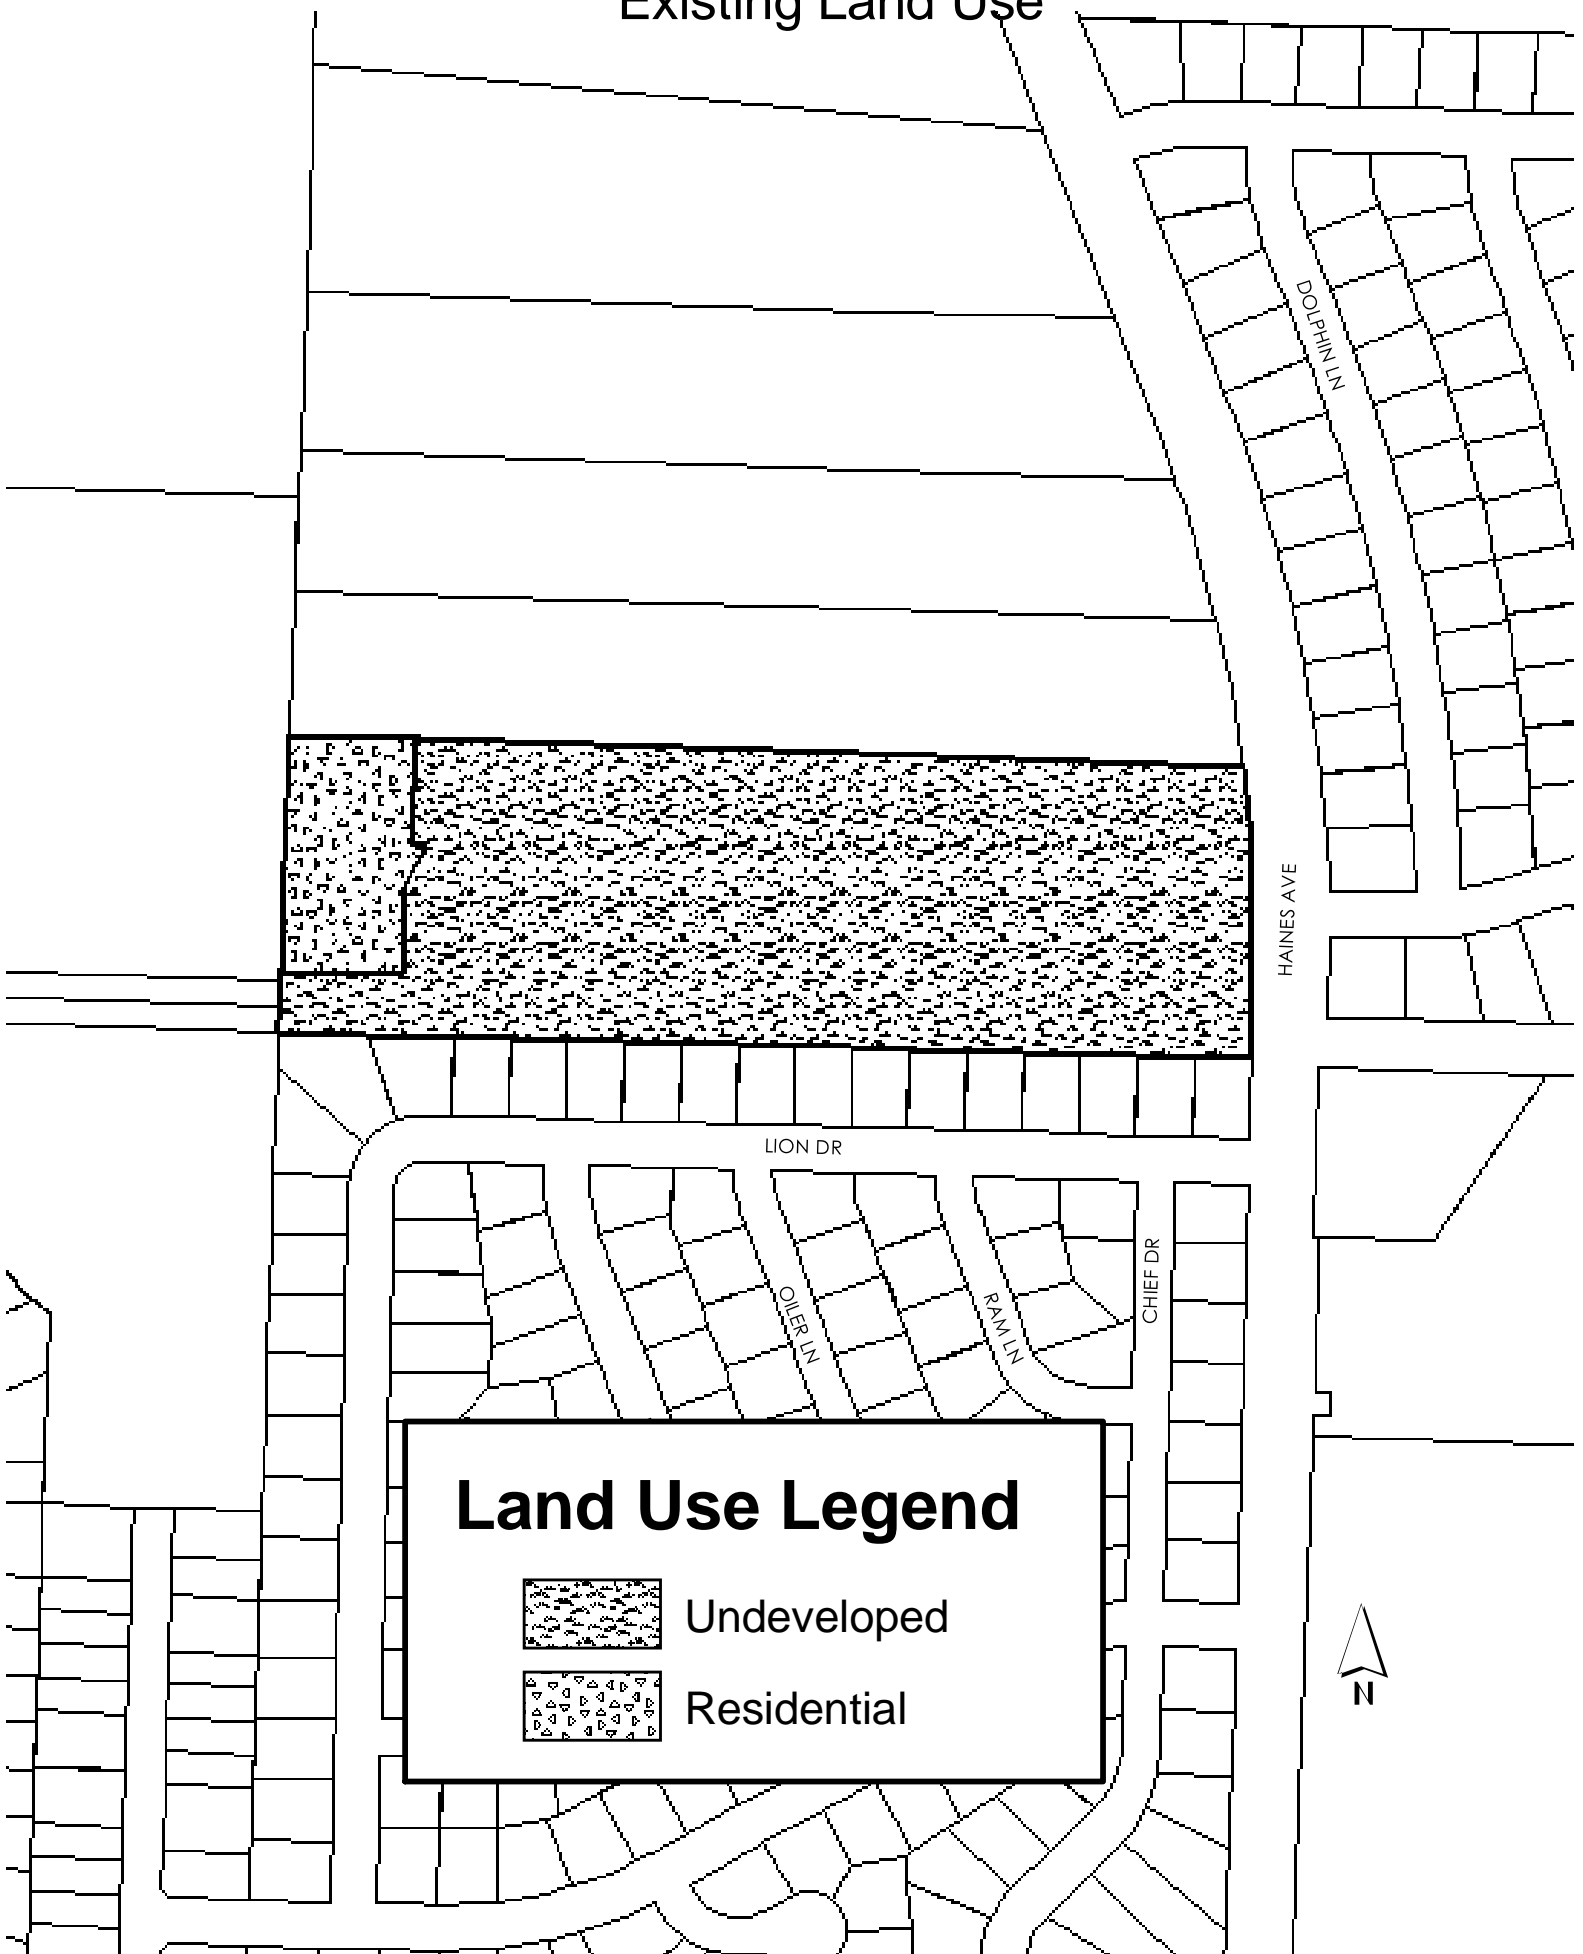 Existing Land Use
DOLPHIN LN
HAINES AVE
LION DR
OILER LN
RAM LN
CHIEF DR
Land Use Legend
Undeveloped
Residential
N